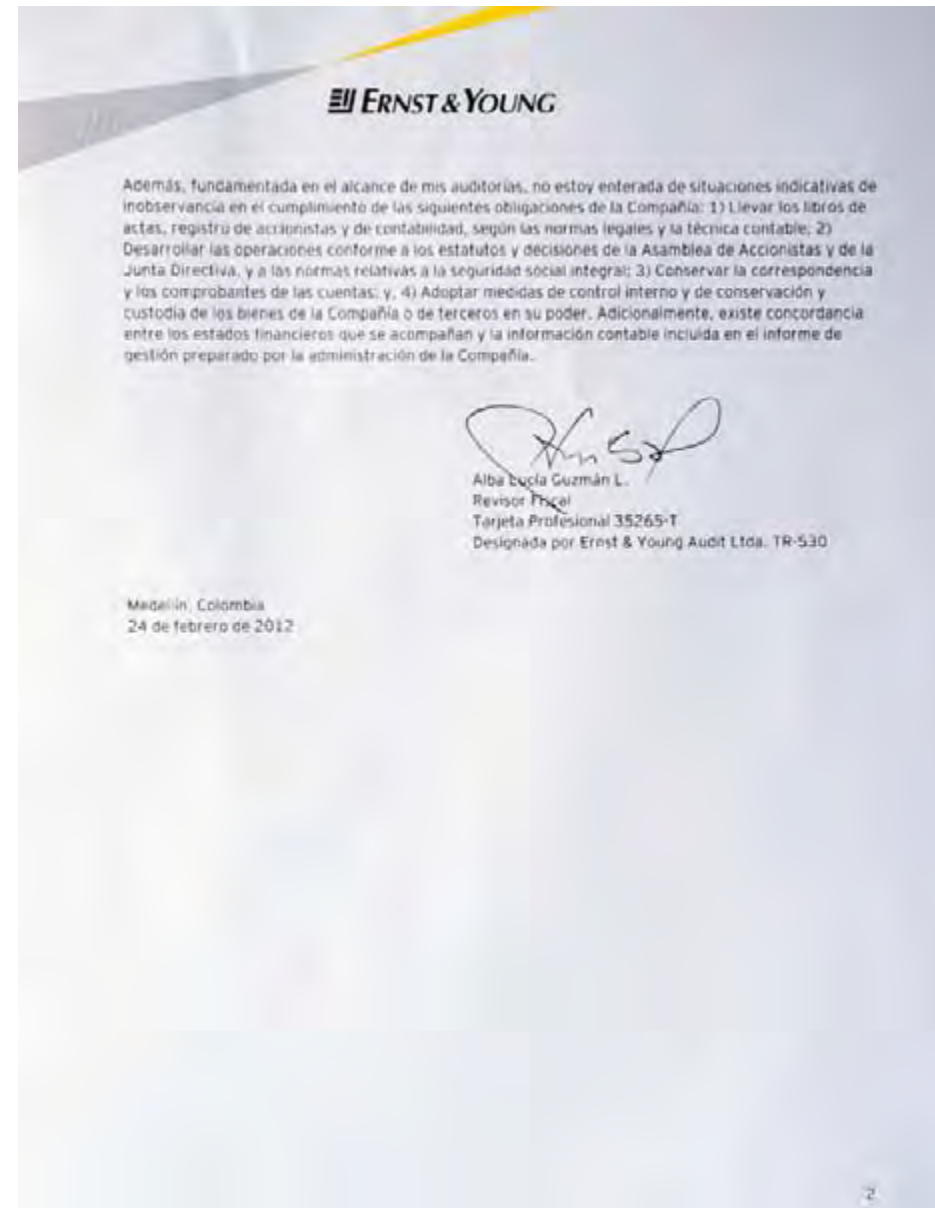 ERNST & YOUNG
Además, fundamentada en el alcance de mis auditorías, no estoy enterada de situaciones indicativas de
inobservancia en el cumplimiento de las siguientes obligaciones de la Compañía: 1) Llevar los libros de
actas, registro de accionistas y de contabilidad, según las normas legales y la técnica contable; 2)
Desarrollar las operaciones conforme a los estatutos y decisiones de la Asamblea de Accionistas y de la
Junta Directiva, y a las normas relativas a la seguridad social integral; 3) Conservar la correspondencia
y los comprobantes de las cuentas; y, 4) Adoptar medidas de control interno y de conservación y
custodia de los bienes de la Compañía o de terceros en su poder. Adicionalmente, existe concordancia
entre los estados financieros que se acompañan y la información contable incluida en el informe de
gestión preparado por la administración de la Compañía.
Alba Lucía Guzmán L.
Revisor Fiscal
Tarjeta Profesional 35265-T
Designada por Ernst & Young Audit Ltda. TR-530
Medellín, Colombia
24 de febrero de 2012
2